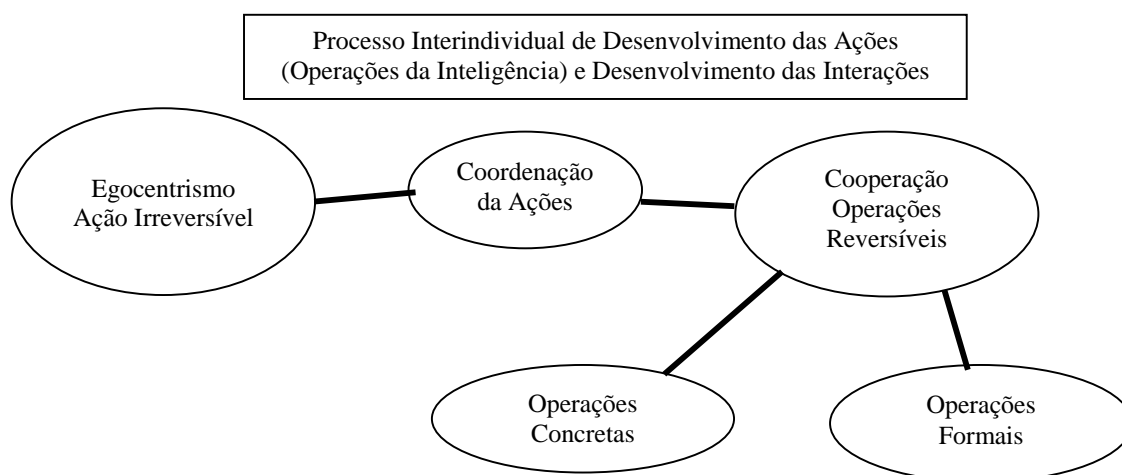 Processo Interindividual de Desenvolvimento das Ações
(Operações da Inteligência) e Desenvolvimento das Interações
Egocentrismo
Ação Irreversível
Coordenação
da Ações
Cooperação
Operações
Reversíveis
Operações
Concretas
Operações
Formais